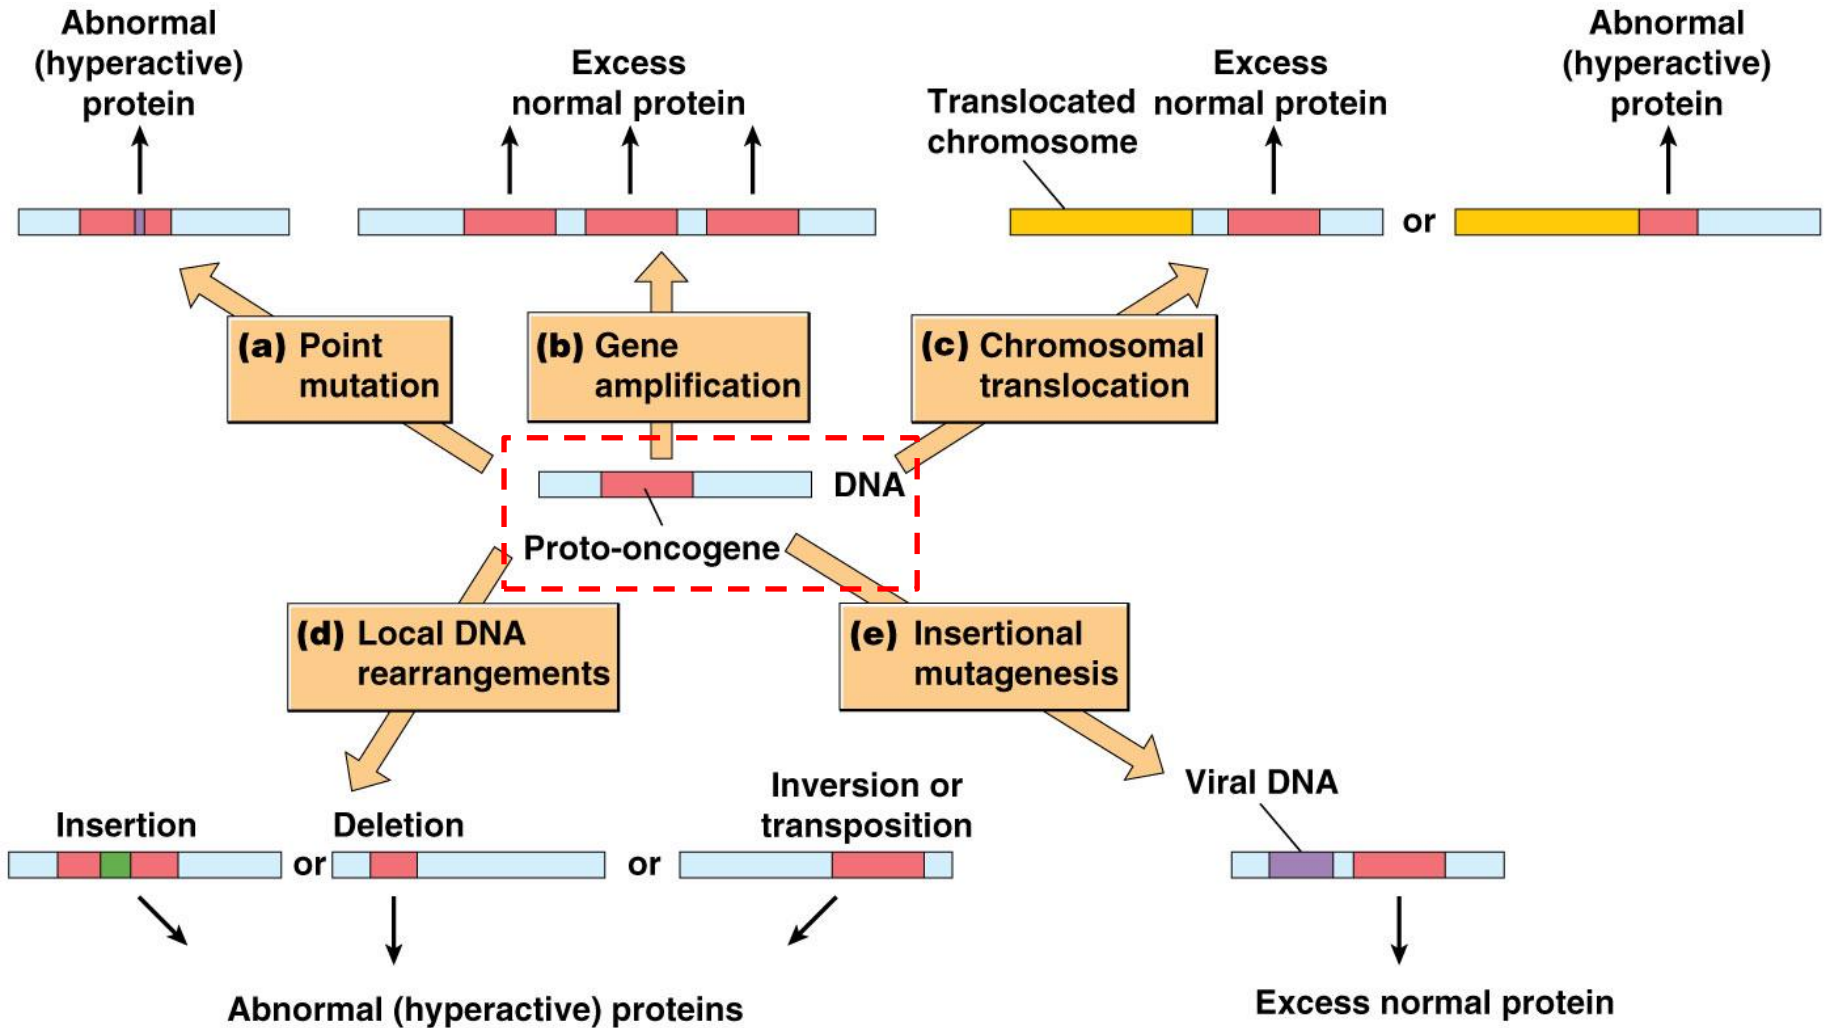 Abnormal
(hyperactive)
protein
Excess
normal protein
Translocated
chromosome
Excess
normal protein
Abnormal
(hyperactive)
protein
or
(a) Point
mutation
(b) Gene
amplification
(c) Chromosomal
translocation
DNA
Proto-oncogene
(d) Local DNA
rearrangements
(e) Insertional
mutagenesis
Insertion
or
Deletion
or
Inversion or
transposition
Viral DNA
Abnormal (hyperactive) proteins
Excess normal protein